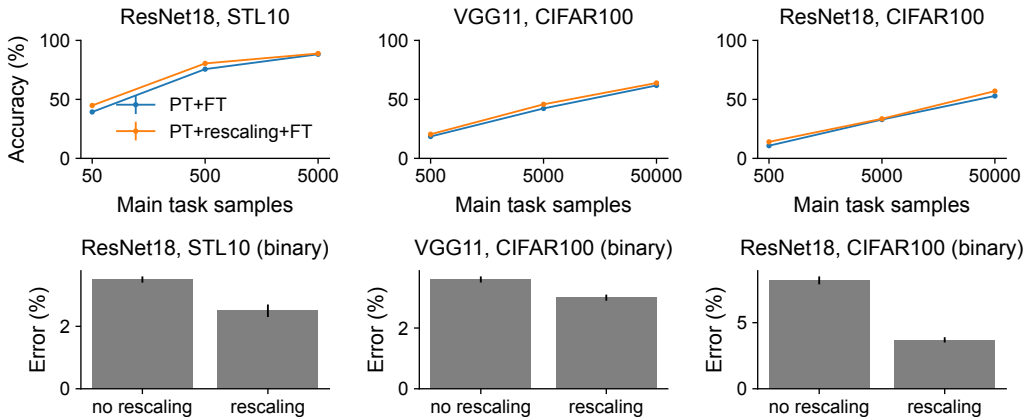 ResNet18, STL10
VGG11, CIFAR100
ResNet18, CIFAR100
Accuracy (%)
100
50
0
PT+FT
PT+rescaling+FT
50
500
5000
Main task samples
100
50
0
500
5000
50000
Main task samples
100
50
0
500
5000
50000
Main task samples
ResNet18, STL10 (binary)
VGG11, CIFAR100 (binary)
ResNet18, CIFAR100 (binary)
Error (%)
2
0
no rescaling
rescaling
Error (%)
2
0
no rescaling
rescaling
Error (%)
5
0
no rescaling
rescaling